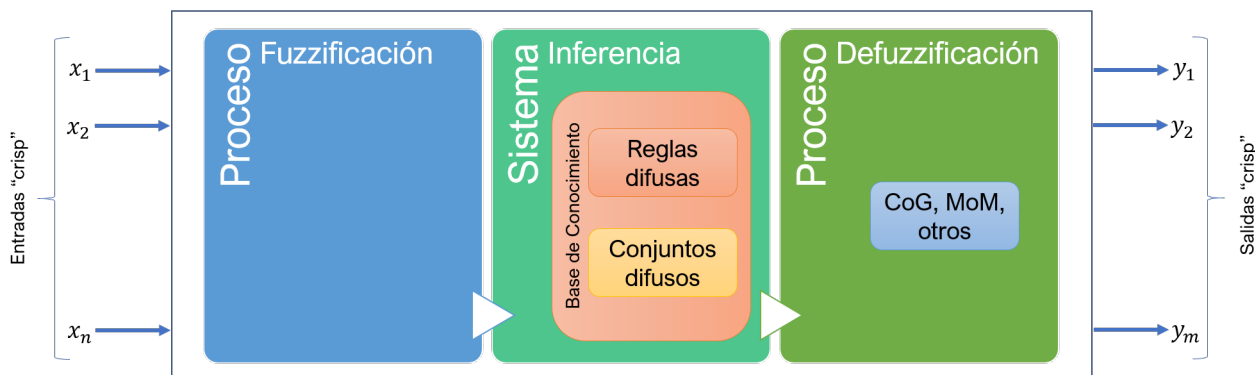 Entradas “crisp”
x₁
x₂
xₙ
Proceso
Fuzzificación
Sistema
Inferencia
Base de Conocimiento
Reglas
difusas
Conjuntos
difusos
Proceso
Defuzzificación
CoG, MoM,
otros
y₁
y₂
yₘ
Salidas “crisp”